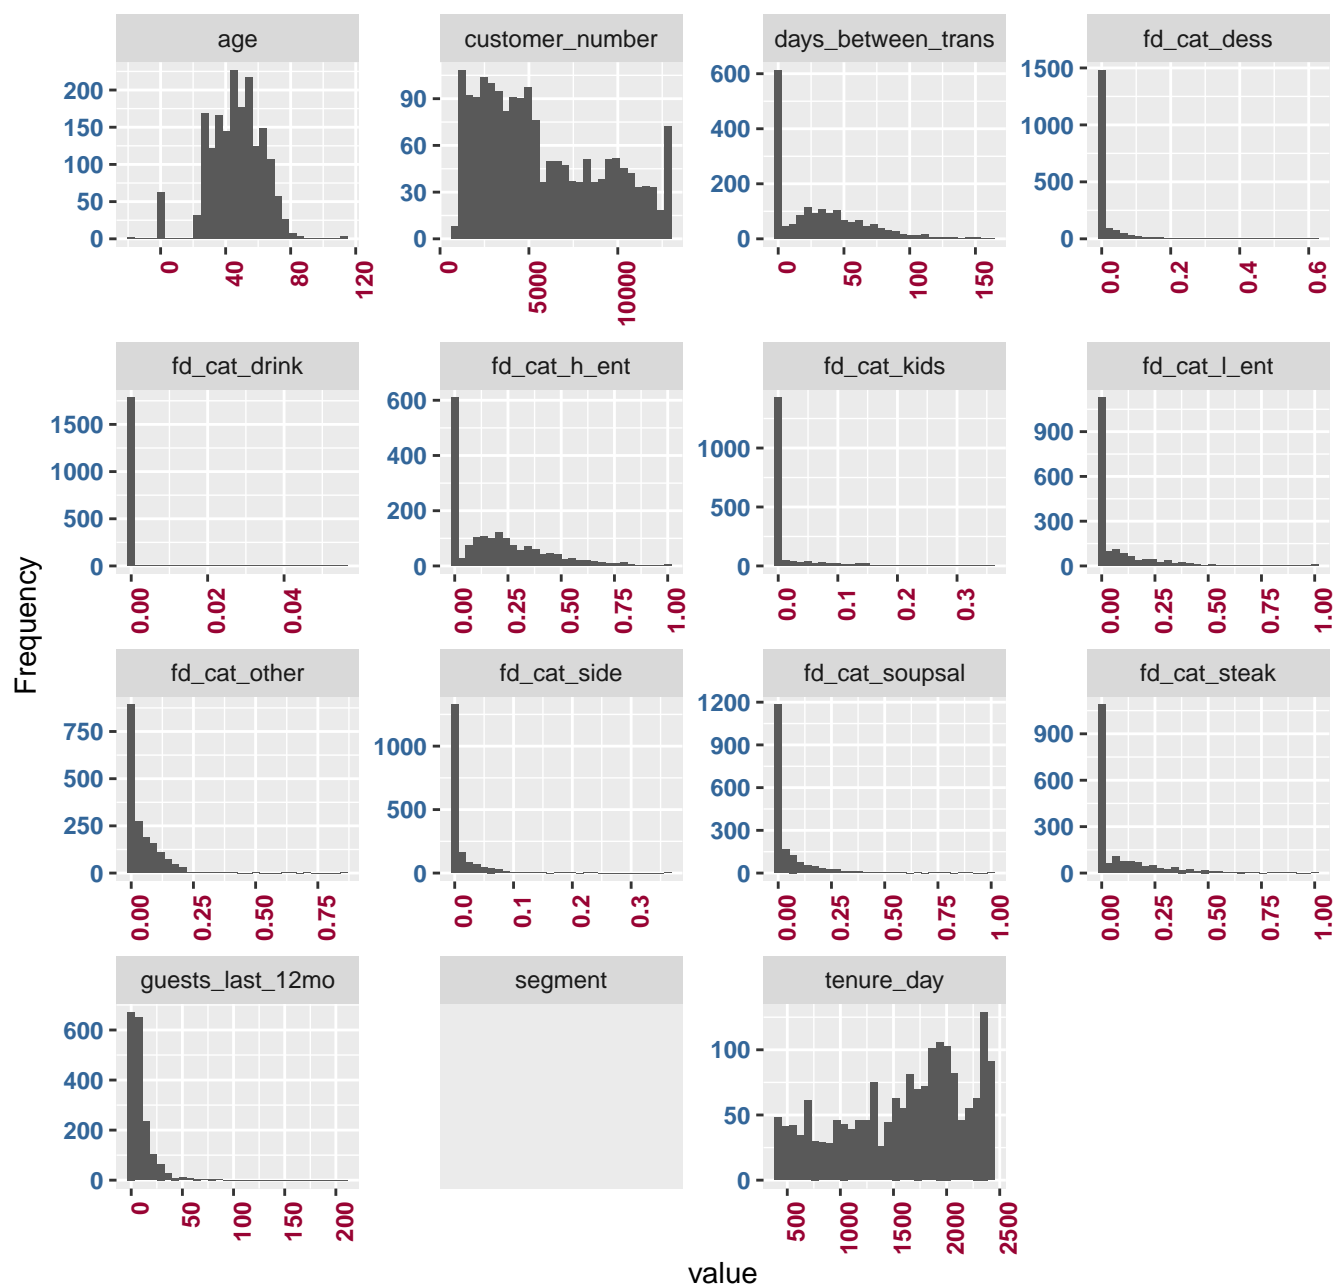 age customer_number days_between_trans fd_cat_dess
200 150 100 50 0
90 60 30 0
600 400 200 0
1500 1000 500 0
0 40 80 120
0 5000 10000
0 50 100 150
0.0 0.2 0.4 0.6
fd_cat_drink fd_cat_h_ent fd_cat_kids fd_cat_l_ent
1500 1000 500 0
600 400 200 0
1000 500 0
900 600 300 0
0.00 0.02 0.04
0.00 0.25 0.50 0.75 1.00
0.0 0.1 0.2 0.3
0.00 0.25 0.50 0.75 1.00
Frequency
fd_cat_other fd_cat_side fd_cat_soupsal fd_cat_steak
750 500 250 0
1000 500 0
1200 900 600 300 0
900 600 300 0
0.00 0.25 0.50 0.75
0.0 0.1 0.2 0.3
0.00 0.25 0.50 0.75 1.00
0.00 0.25 0.50 0.75 1.00
guests_last_12mo segment tenure_day
600 400 200 0
100 50 0
0 50 100 150 200
500 1000 1500 2000 2500
value